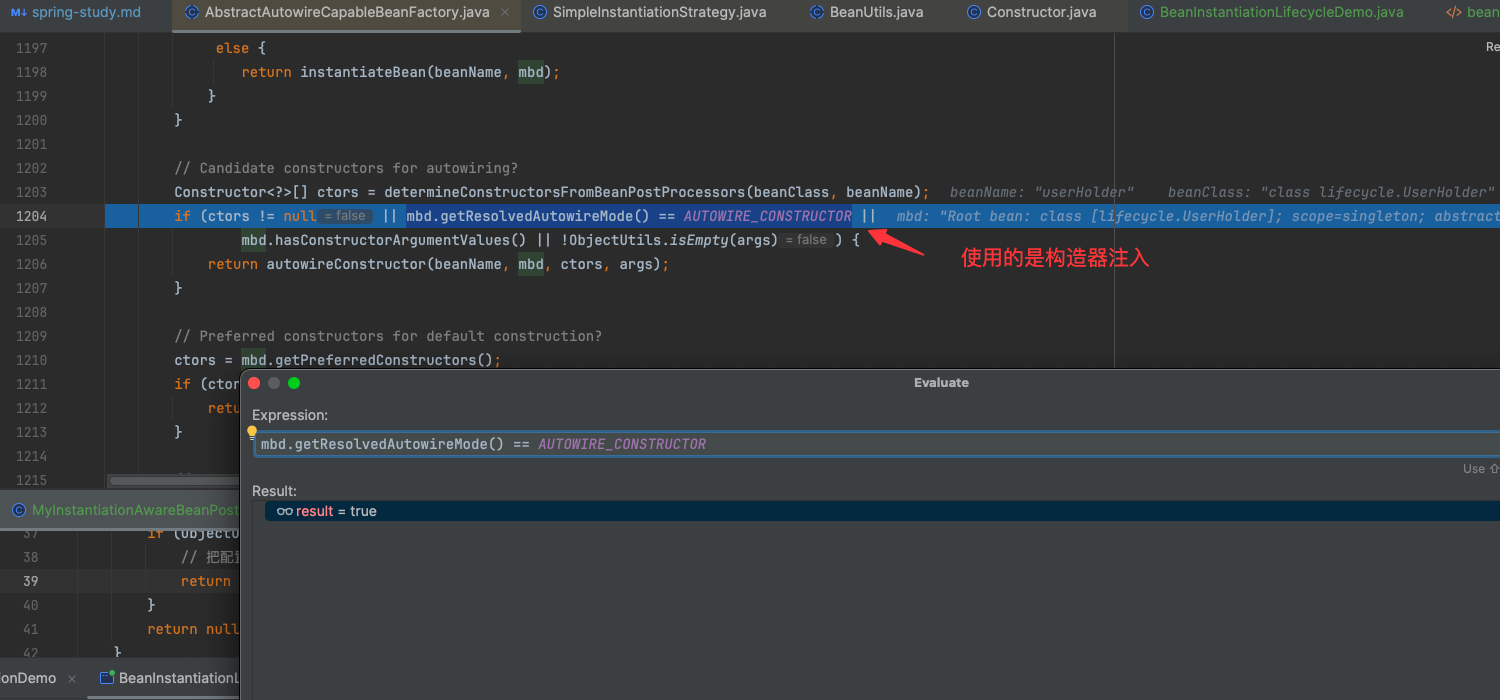 spring-study.md AbstractAutowireCapableBeanFactory.java SimpleInstantiationStrategy.java BeanUtils.java Constructor.java BeanInstantiationLifecycleDemo.java bean
1197 else {
1198 return instantiateBean(beanName, mbd);
1199 }
1200 }
1201
1202 // Candidate constructors for autowiring?
1203 Constructor<?>[] ctors = determineConstructorsFromBeanPostProcessors(beanClass, beanName); beanName: "userHolder" beanClass: "class lifecycle.UserHolder"
1204 if (ctors != null = false || mbd.getResolvedAutowireMode() == AUTOWIRE_CONSTRUCTOR || mbd: "Root bean: class [lifecycle.UserHolder]; scope=singleton; abstract
1205 mbd.hasConstructorArgumentValues() || !ObjectUtils.isEmpty(args) = false ) {
使用的是构造器注入
1206 return autowireConstructor(beanName, mbd, ctors, args);
1207 }
1208
1209 // Preferred constructors for default construction?
1210 ctors = mbd.getPreferredConstructors();
1211 if (ctor
1212 retu
1213 }
1214
1215
Evaluate
Expression:
mbd.getResolvedAutowireMode() == AUTOWIRE_CONSTRUCTOR
Use
Result:
result = true
MyInstantiationAwareBeanPost
37 if (ObjectU
38 // 把配
39 return
40 }
41 return null
42 }
onDemo BeanInstantiationL